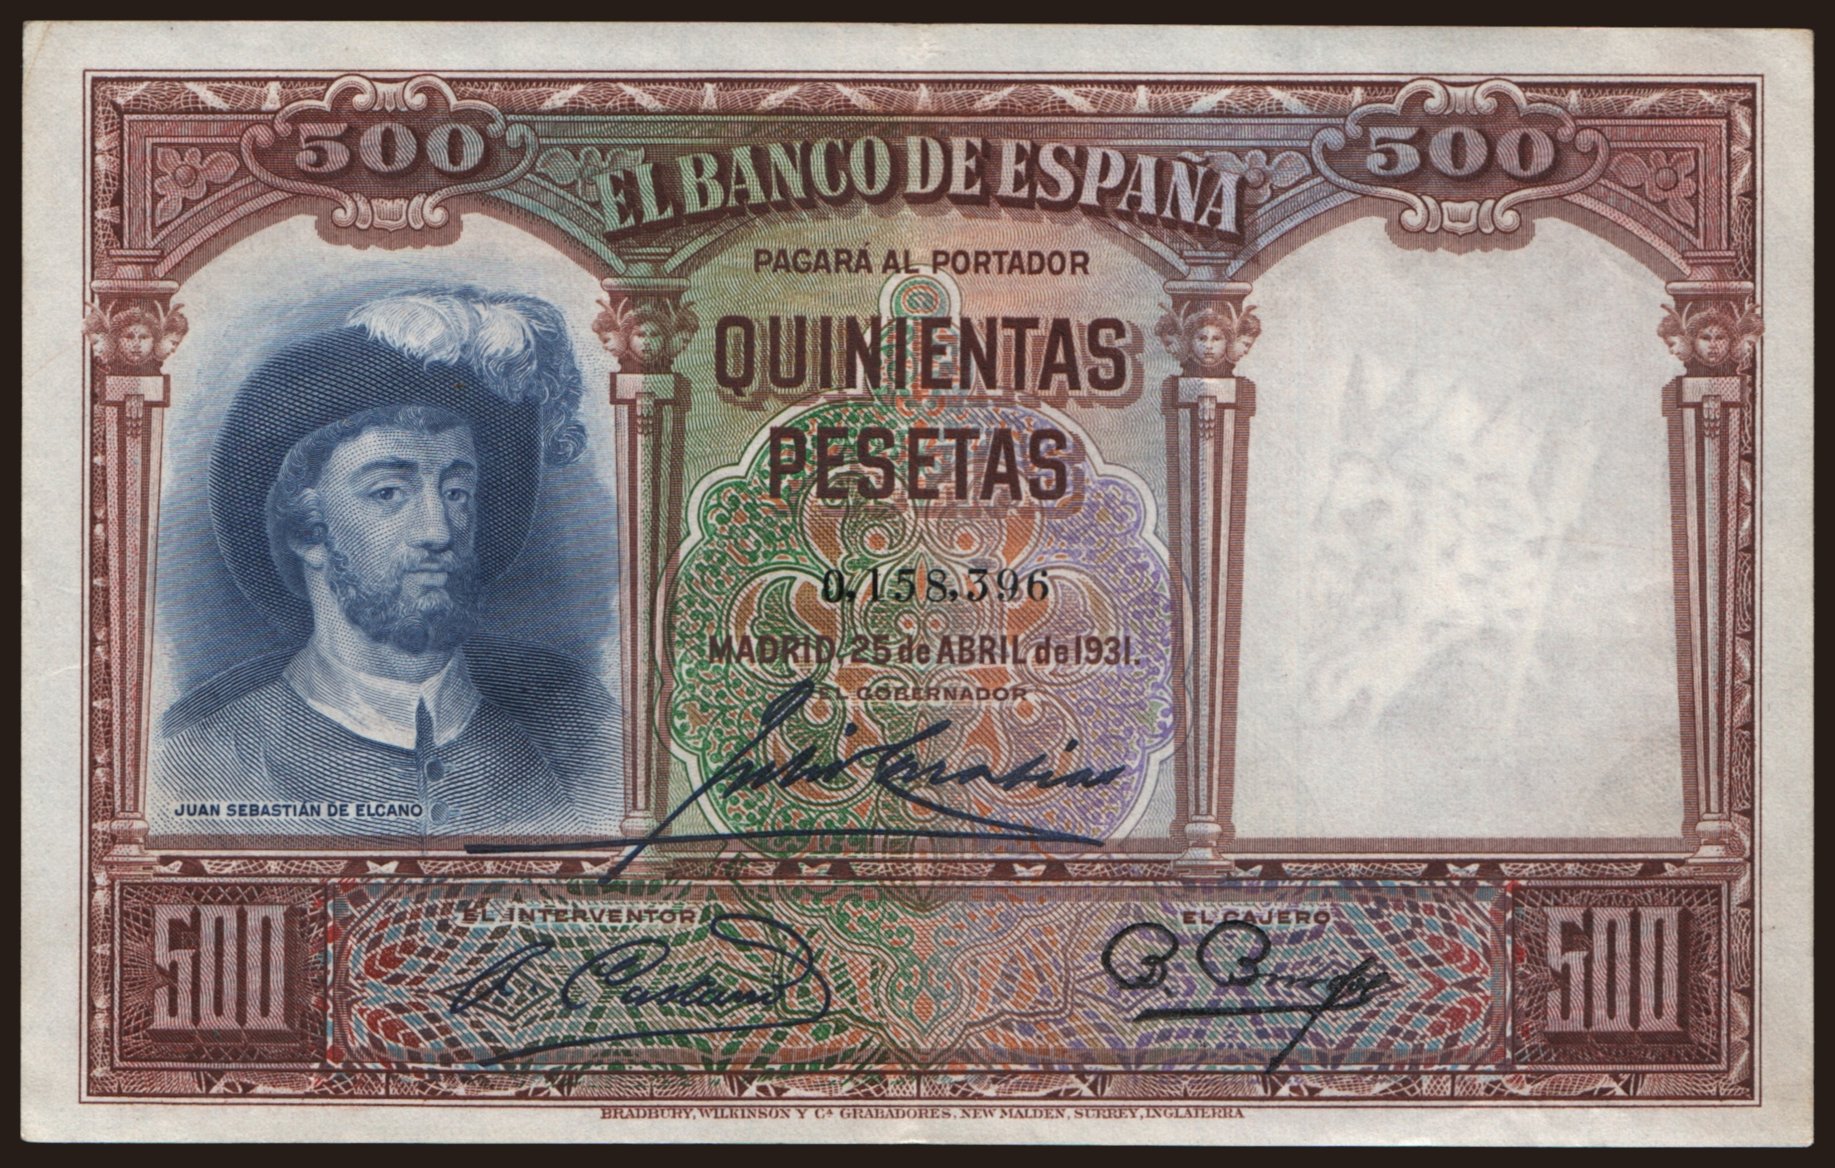 500
500
EL BANCO DE ESPAÑA
PAGARÁ AL PORTADOR
QUINIENTAS
PESETAS
0,158,396
MADRID, 25 de ABRIL de 1931.
EL GOBERNADOR
JUAN SEBASTIÁN DE ELCANO
500
EL INTERVENTOR
EL CAJERO
500
BRADBURY, WILKINSON Y Cª GRABADORES, NEW MALDEN, SURREY, INGLATERRA